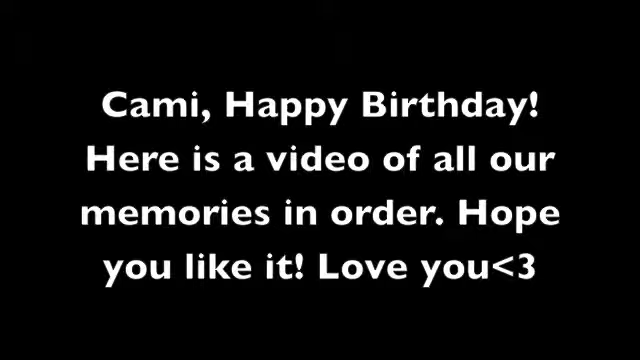 Cami, Happy Birthday!
Here is a video of all our
memories in order. Hope
you like it! Love you<3